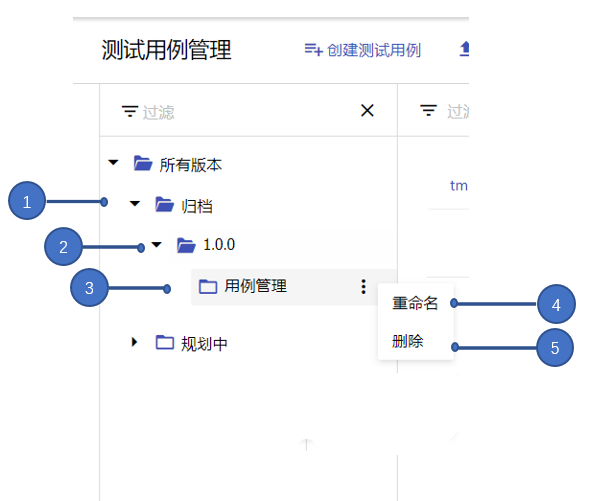 测试用例管理
创建测试用例
过滤
过滤
所有版本
tm
1
归档
2
1.0.0
3
用例管理
重命名
4
删除
5
规划中